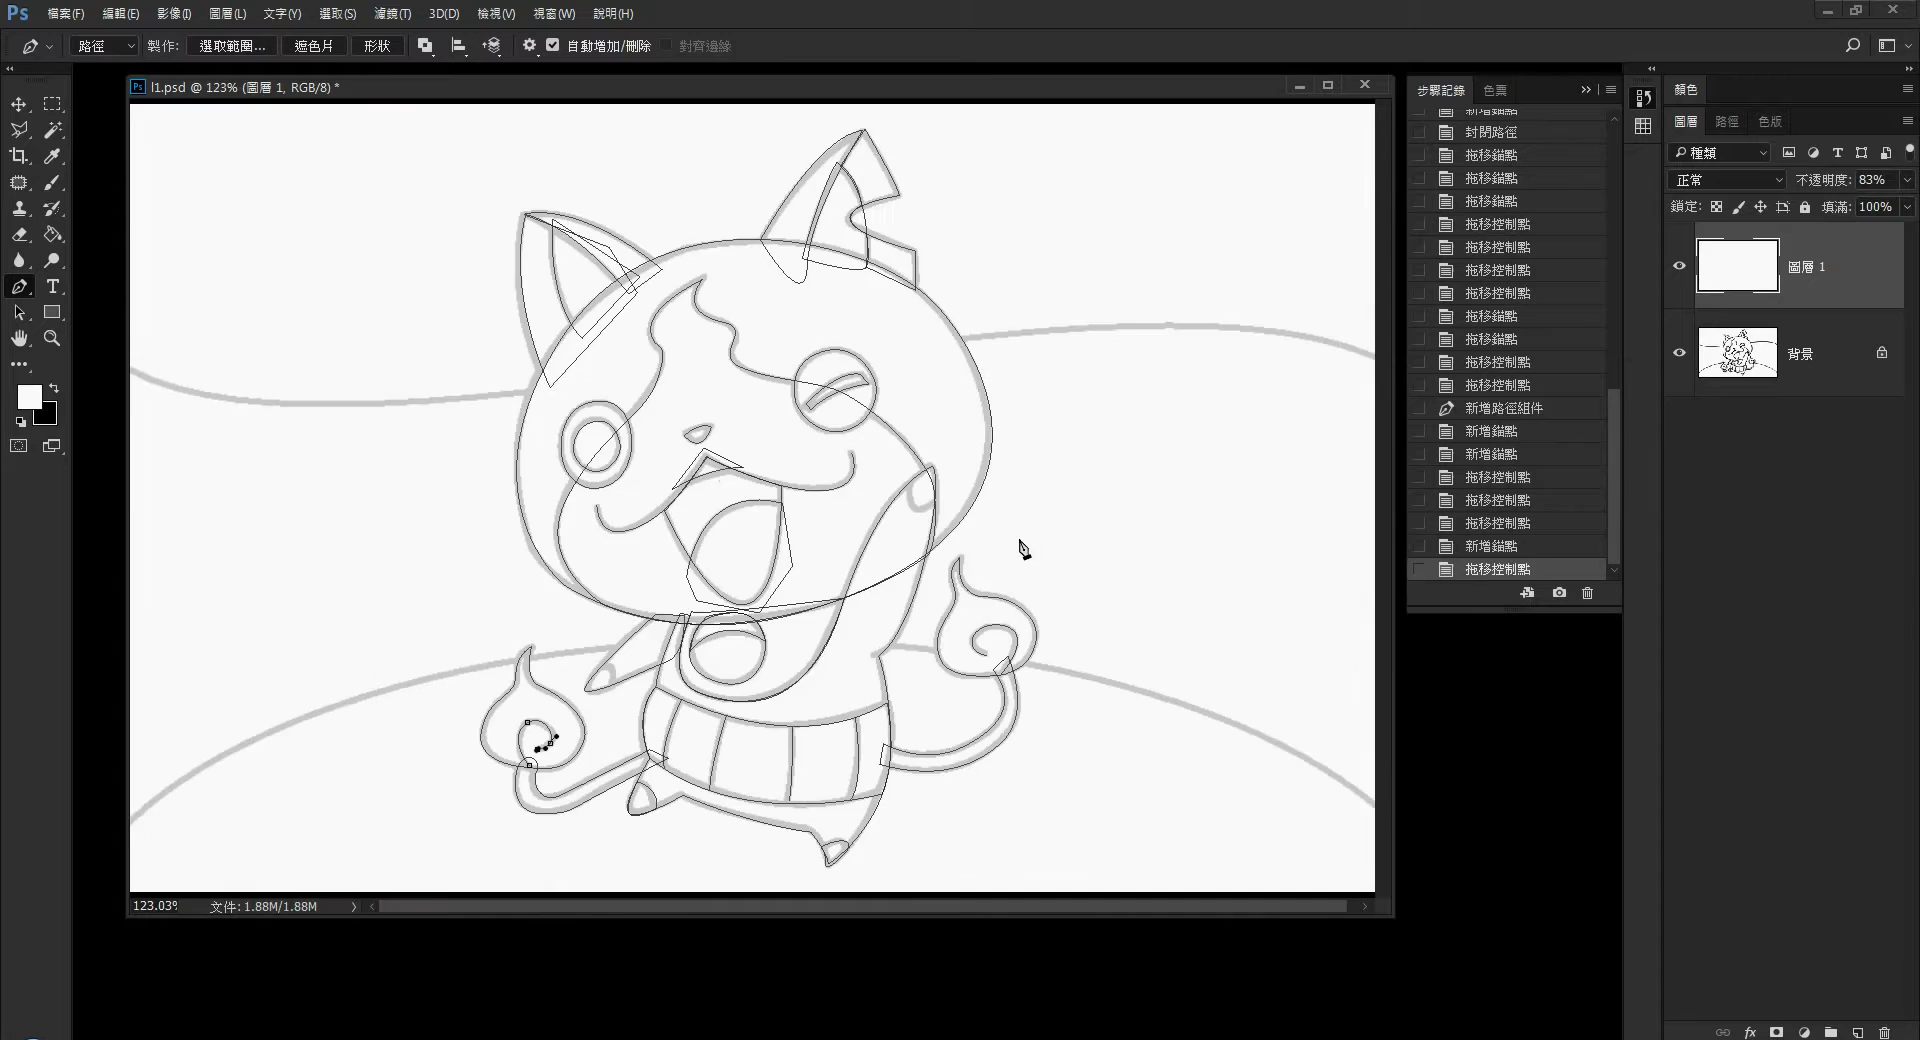 Ps 檔案(F) 編輯(E) 影像(I) 圖層(L) 文字(Y) 選取(S) 濾鏡(T) 3D(D) 檢視(V) 視窗(W) 說明(H)
路徑 製作: 選取範圍... 遮色片 形狀 自動增加/刪除 對齊邊緣
Ps l1.psd @ 123% (圖層 1, RGB/8) *
步驟記錄 色票
新增錨點
封閉路徑
拖移錨點
拖移錨點
拖移錨點
拖移控制點
拖移控制點
拖移控制點
拖移控制點
拖移錨點
拖移錨點
拖移控制點
拖移控制點
新增路徑組件
新增錨點
新增錨點
拖移控制點
拖移控制點
拖移控制點
新增錨點
拖移控制點
顏色
圖層 路徑 色版
種類
正常 不透明度: 83%
鎖定: 填滿: 100%
圖層 1
背景
fx
123.03% 文件: 1.88M/1.88M